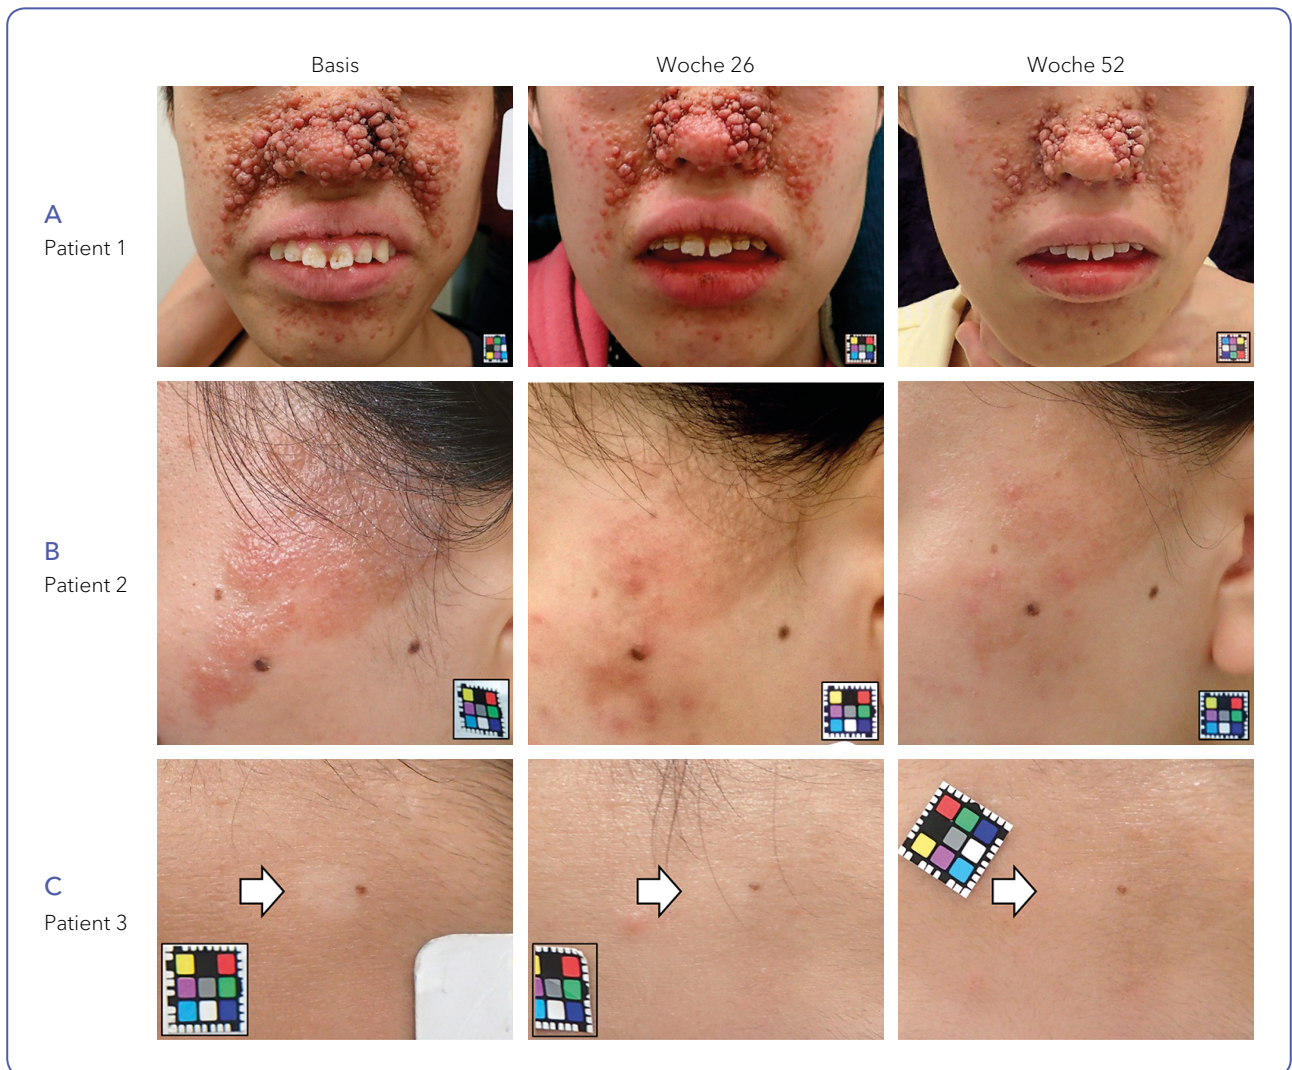 Basis
Woche 26
Woche 52
A
Patient 1
B
Patient 2
C
Patient 3